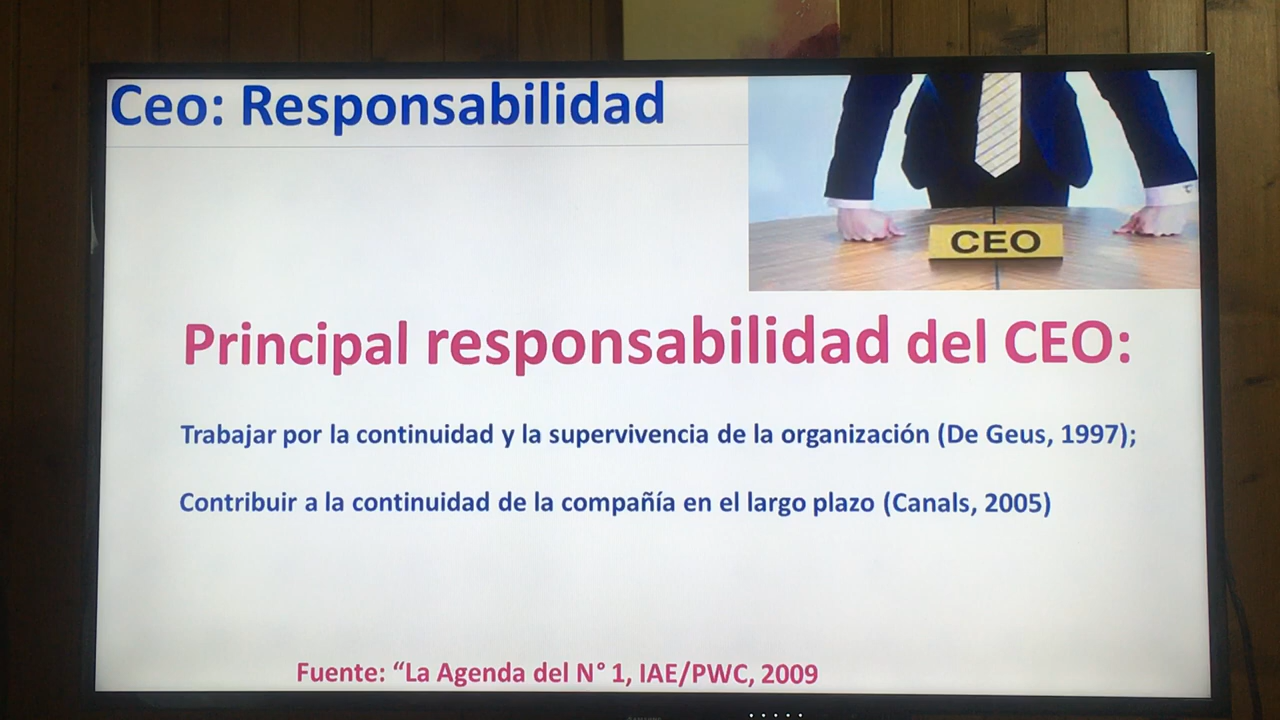 Ceo: Responsabilidad
CEO
Principal responsabilidad del CEO:
Trabajar por la continuidad y la supervivencia de la organización (De Geus, 1997);
Contribuir a la continuidad de la compañía en el largo plazo (Canals, 2005)
Fuente: “La Agenda del N° 1, IAE/PWC, 2009